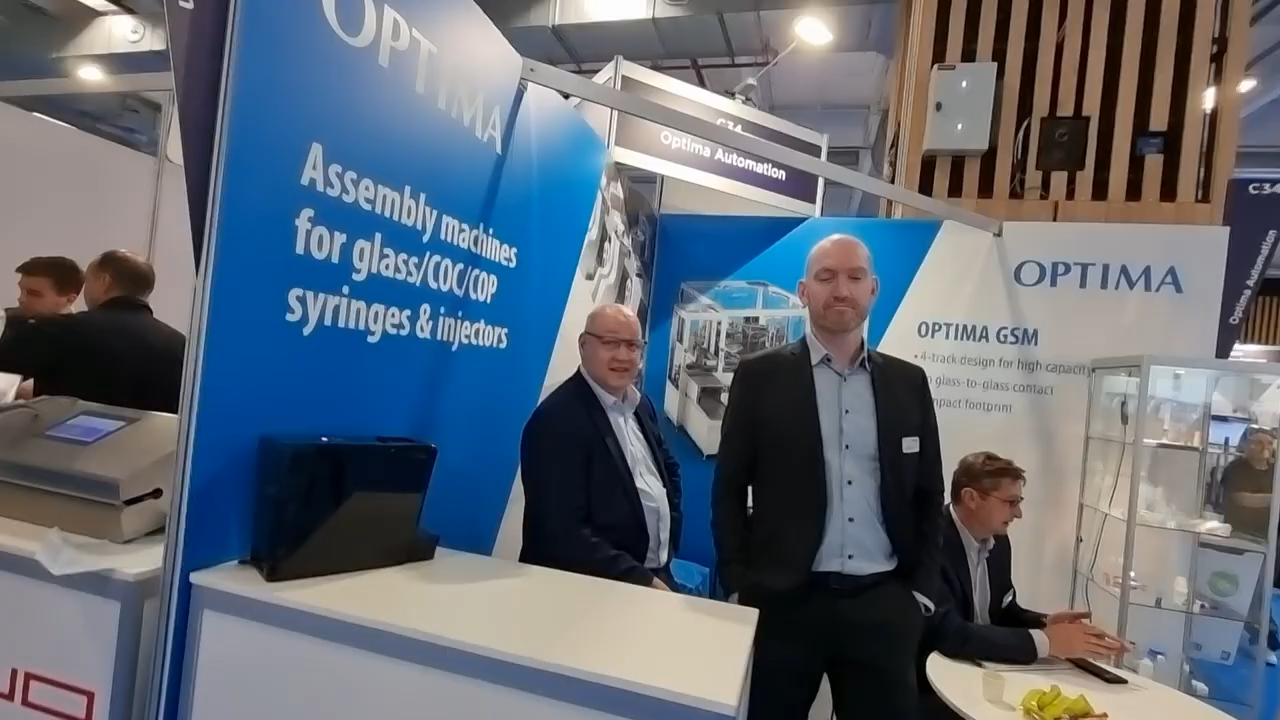 OPTIMA
Assembly machines
for glass/COC/COP
syringes & injectors
C34
Optima Automation
OPTIMA
OPTIMA GSM
• 4-track design for high capacity
glass-to-glass contact
footprint
C34
Optima Automation